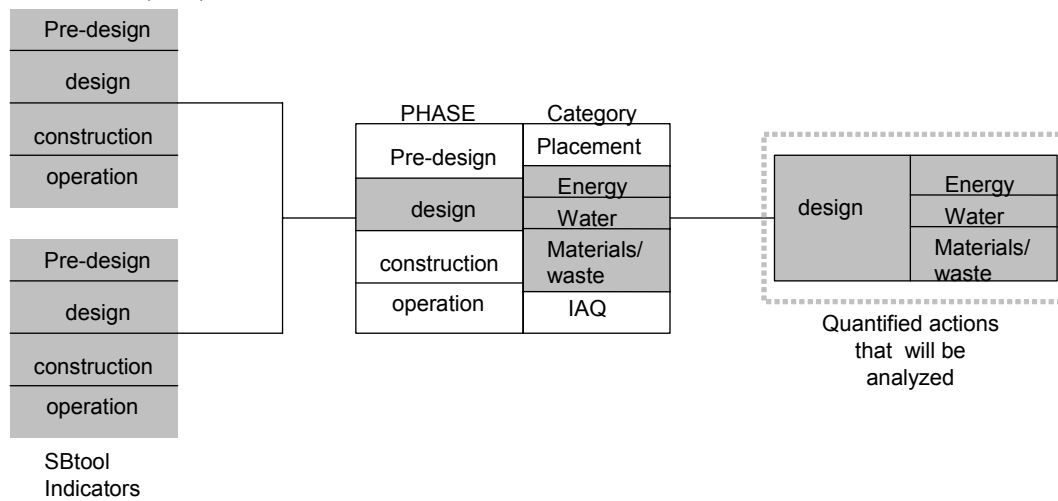 Pre-design
design
construction
operation
Pre-design
design
construction
operation
SBtool
Indicators
PHASE
Category
Pre-design
design
construction
operation
Placement
Energy
Water
Materials/
waste
IAQ
design
Energy
Water
Materials/
waste
Quantified actions
that will be
analyzed